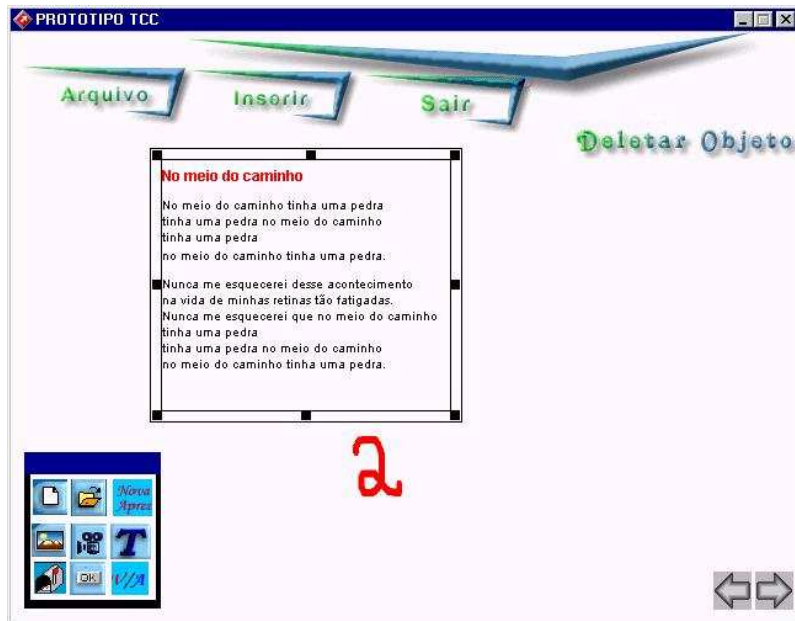 PROTOTIPO TCC
Arquivo
Inserir
Sair
Deletar Objeto
No meio do caminho
No meio do caminho tinha uma pedra
tinha uma pedra no meio do caminho
tinha uma pedra
no meio do caminho tinha uma pedra.
Nunca me esquecerei desse acontecimento
na vida de minhas retinas tão fatigadas.
Nunca me esquecerei que no meio do caminho
tinha uma pedra
tinha uma pedra no meio do caminho
no meio do caminho tinha uma pedra.
2
Nova
Apres
T
OK
V/A